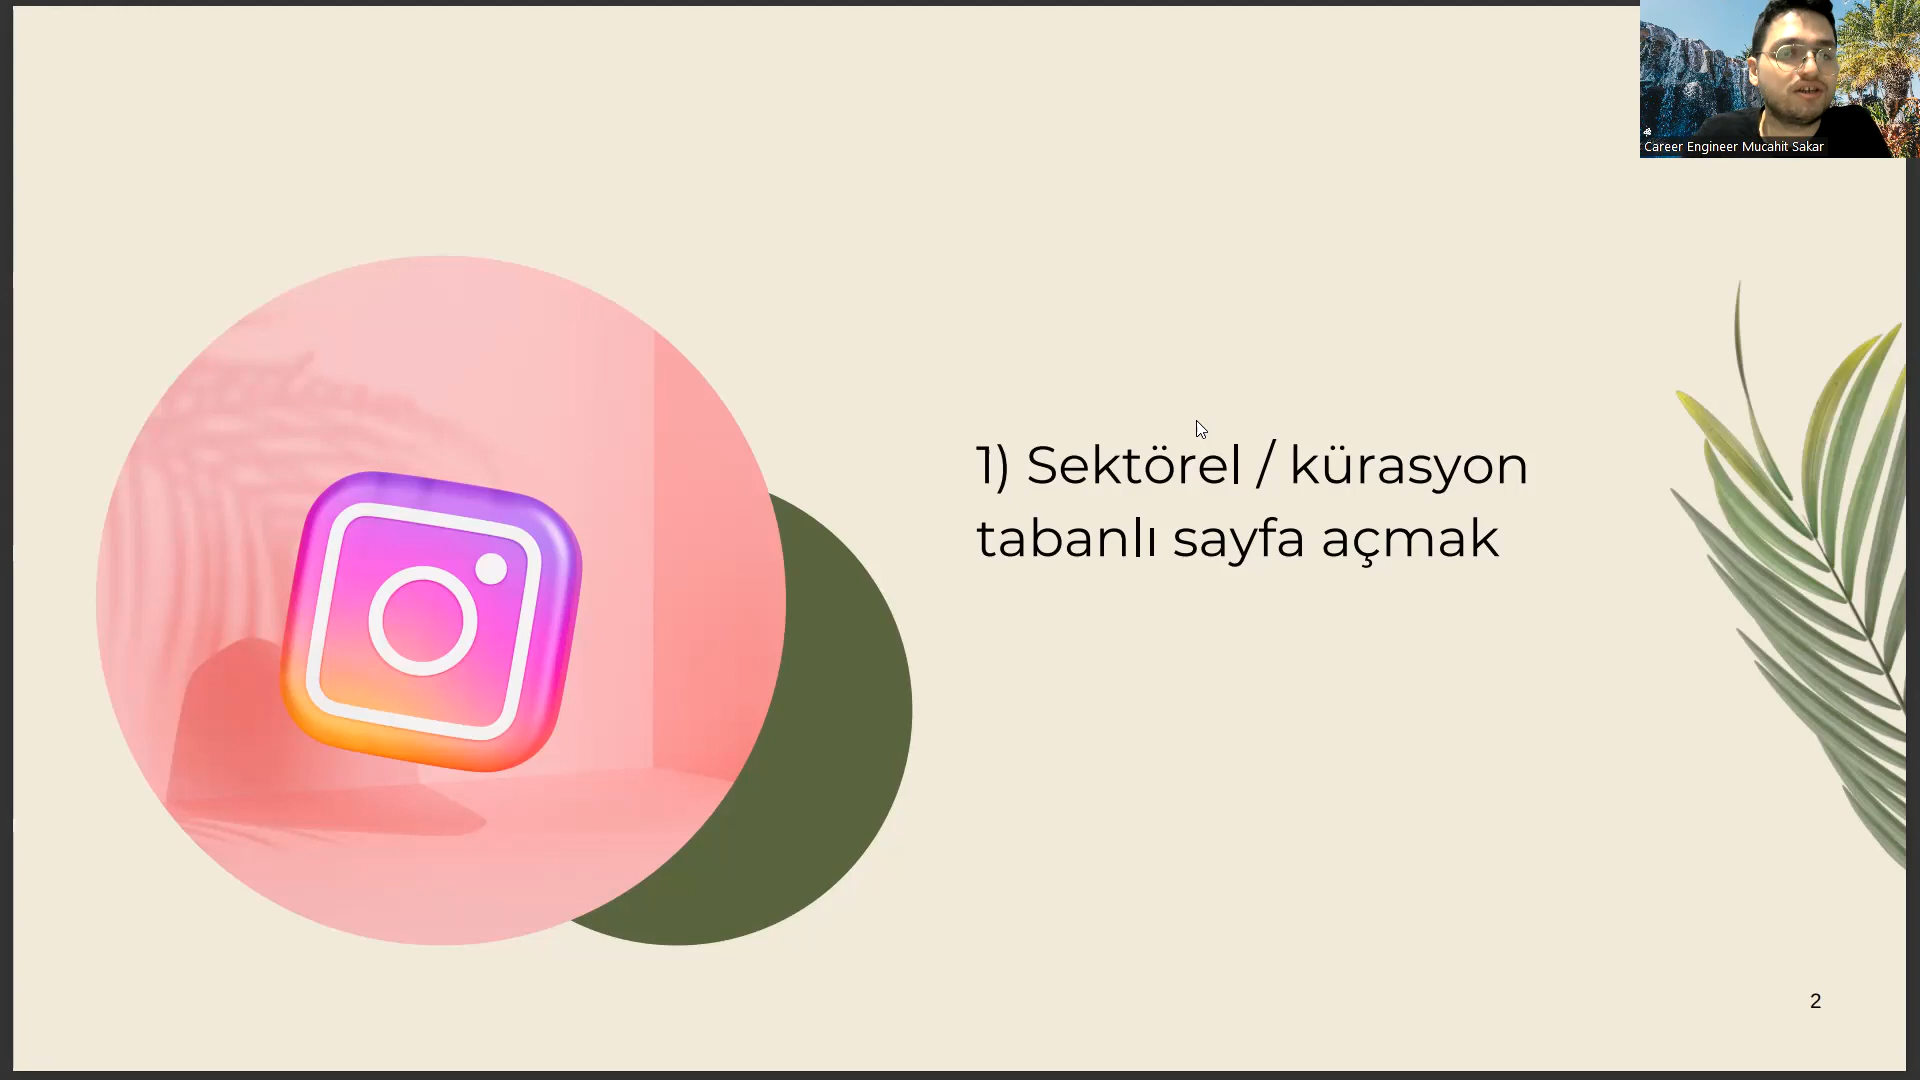 Career Engineer Mucahit Sakar
1) Sektörel / kürasyon
tabanlı sayfa açmak
2